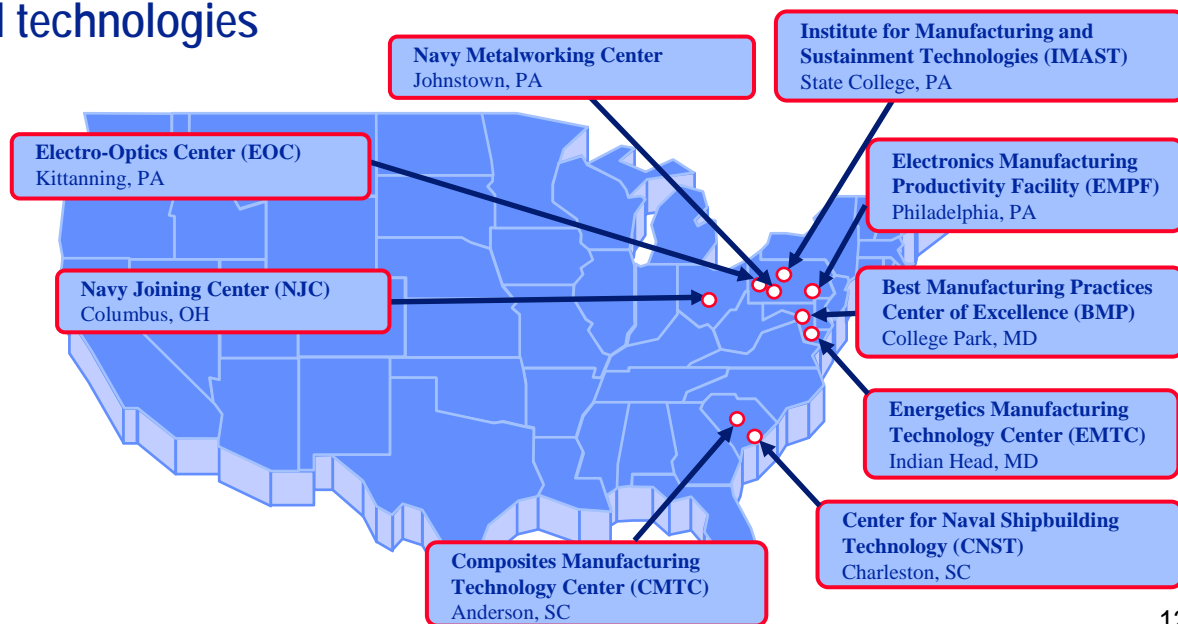 technologies
Navy Metalworking Center
Johnstown, PA
Institute for Manufacturing and
Sustainment Technologies (IMAST)
State College, PA
Electro-Optics Center (EOC)
Kittanning, PA
Electronics Manufacturing
Productivity Facility (EMPF)
Philadelphia, PA
Navy Joining Center (NJC)
Columbus, OH
Best Manufacturing Practices
Center of Excellence (BMP)
College Park, MD
Energetics Manufacturing
Technology Center (EMTC)
Indian Head, MD
Center for Naval Shipbuilding
Technology (CNST)
Charleston, SC
Composites Manufacturing
Technology Center (CMTC)
Anderson, SC